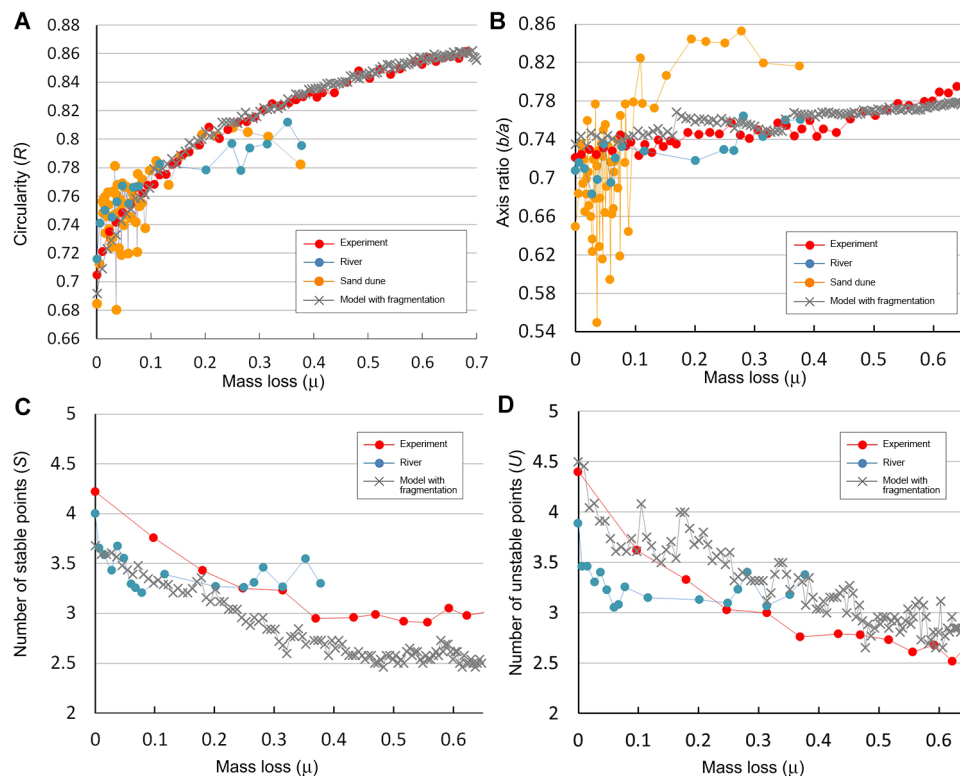 A
Circularity (R)
0.88
0.86
0.84
0.82
0.8
0.78
0.76
0.74
0.72
0.7
0.68
0.66
Experiment
River
Sand dune
Model with fragmentation
0 0.1 0.2 0.3 0.4 0.5 0.6 0.7
Mass loss (μ)
B
Axis ratio (b/a)
0.86
0.82
0.78
0.74
0.7
0.66
0.62
0.58
0.54
Experiment
River
Sand dune
Model with fragmentation
0 0.1 0.2 0.3 0.4 0.5 0.6
Mass loss (μ)
C
Number of stable points (S)
5
4.5
4
3.5
3
2.5
2
Experiment
River
Model with
fragmentation
0 0.1 0.2 0.3 0.4 0.5 0.6
Mass loss (μ)
D
Number of unstable points (U)
5
4.5
4
3.5
3
2.5
2
Experiment
River
Model with
fragmentation
0 0.1 0.2 0.3 0.4 0.5 0.6
Mass loss (μ)